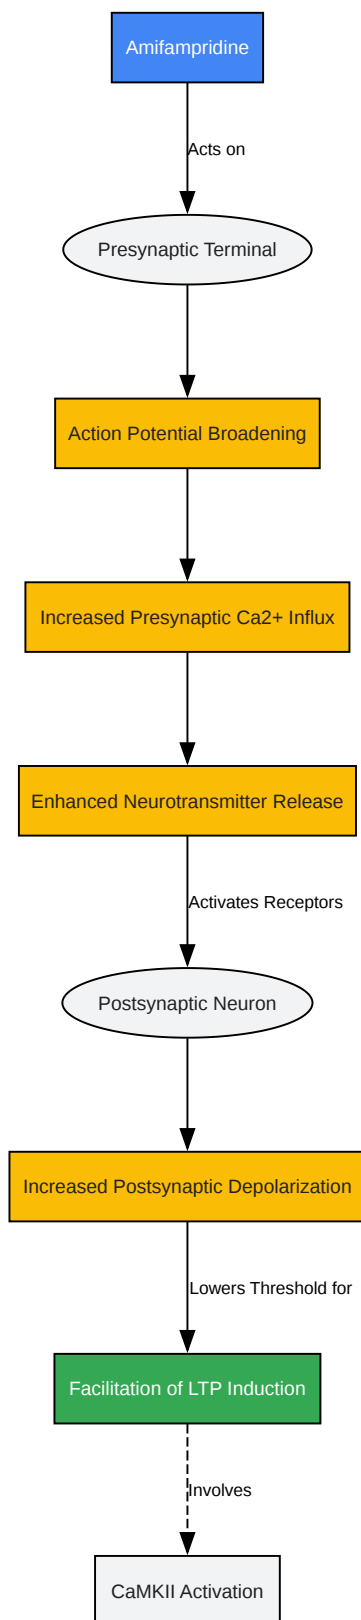 Amifampridine
Acts on
Presynaptic Terminal
Action Potential Broadening
Increased Presynaptic Ca2+ Influx
Enhanced Neurotransmitter Release
Activates Receptors
Postsynaptic Neuron
Increased Postsynaptic Depolarization
Lowers Threshold for
Facilitation of LTP Induction
Involves
CaMKII Activation